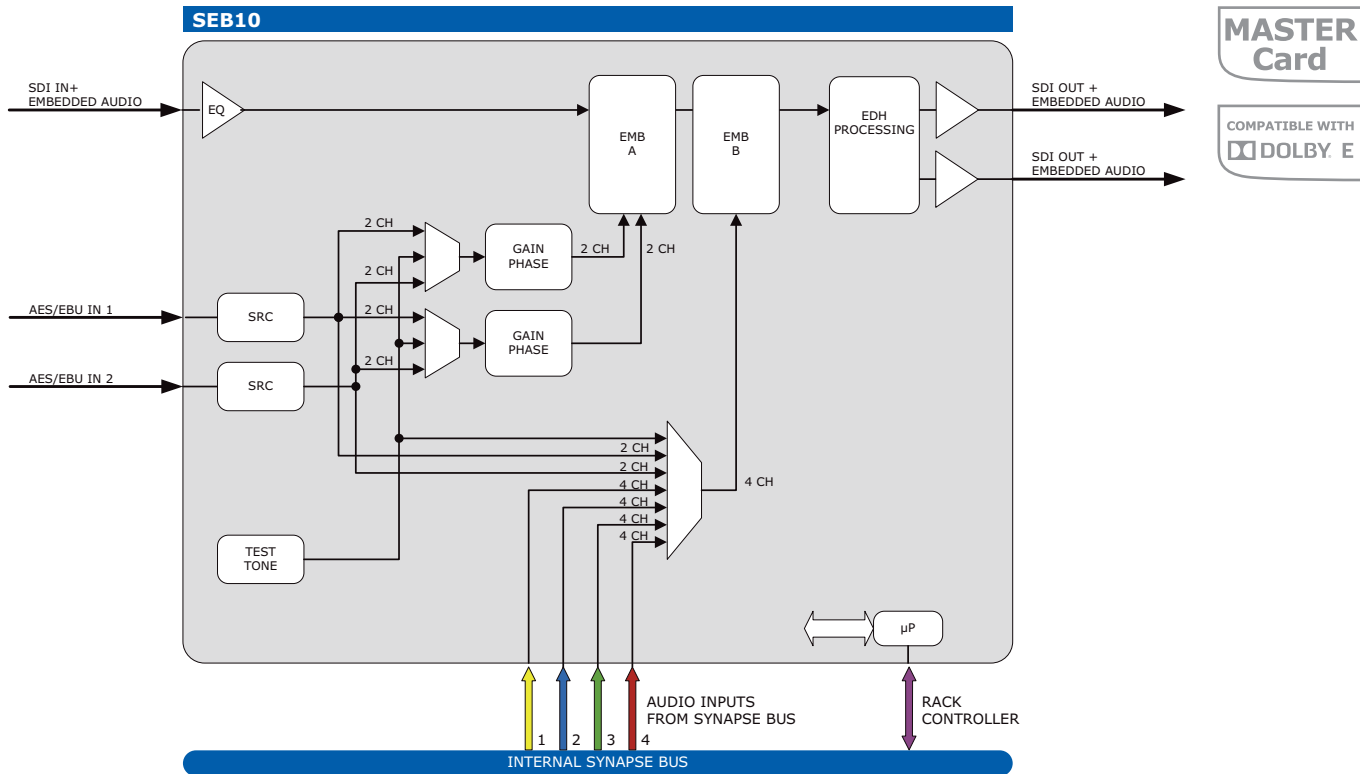 SEB10
MASTER
Card
COMPATIBLE WITH
DOLBY E
SDI IN+
EMBEDDED AUDIO
EQ
EMB
A
EMB
B
EDH
PROCESSING
SDI OUT +
EMBEDDED AUDIO
SDI OUT +
EMBEDDED AUDIO
2 CH
2 CH
GAIN
PHASE
2 CH
2 CH
AES/EBU IN 1
SRC
2 CH
2 CH
GAIN
PHASE
AES/EBU IN 2
SRC
2 CH
2 CH
4 CH
4 CH
4 CH
4 CH
4 CH
TEST
TONE
µP
AUDIO INPUTS
FROM SYNAPSE BUS
1
2
3
4
RACK
CONTROLLER
INTERNAL SYNAPSE BUS